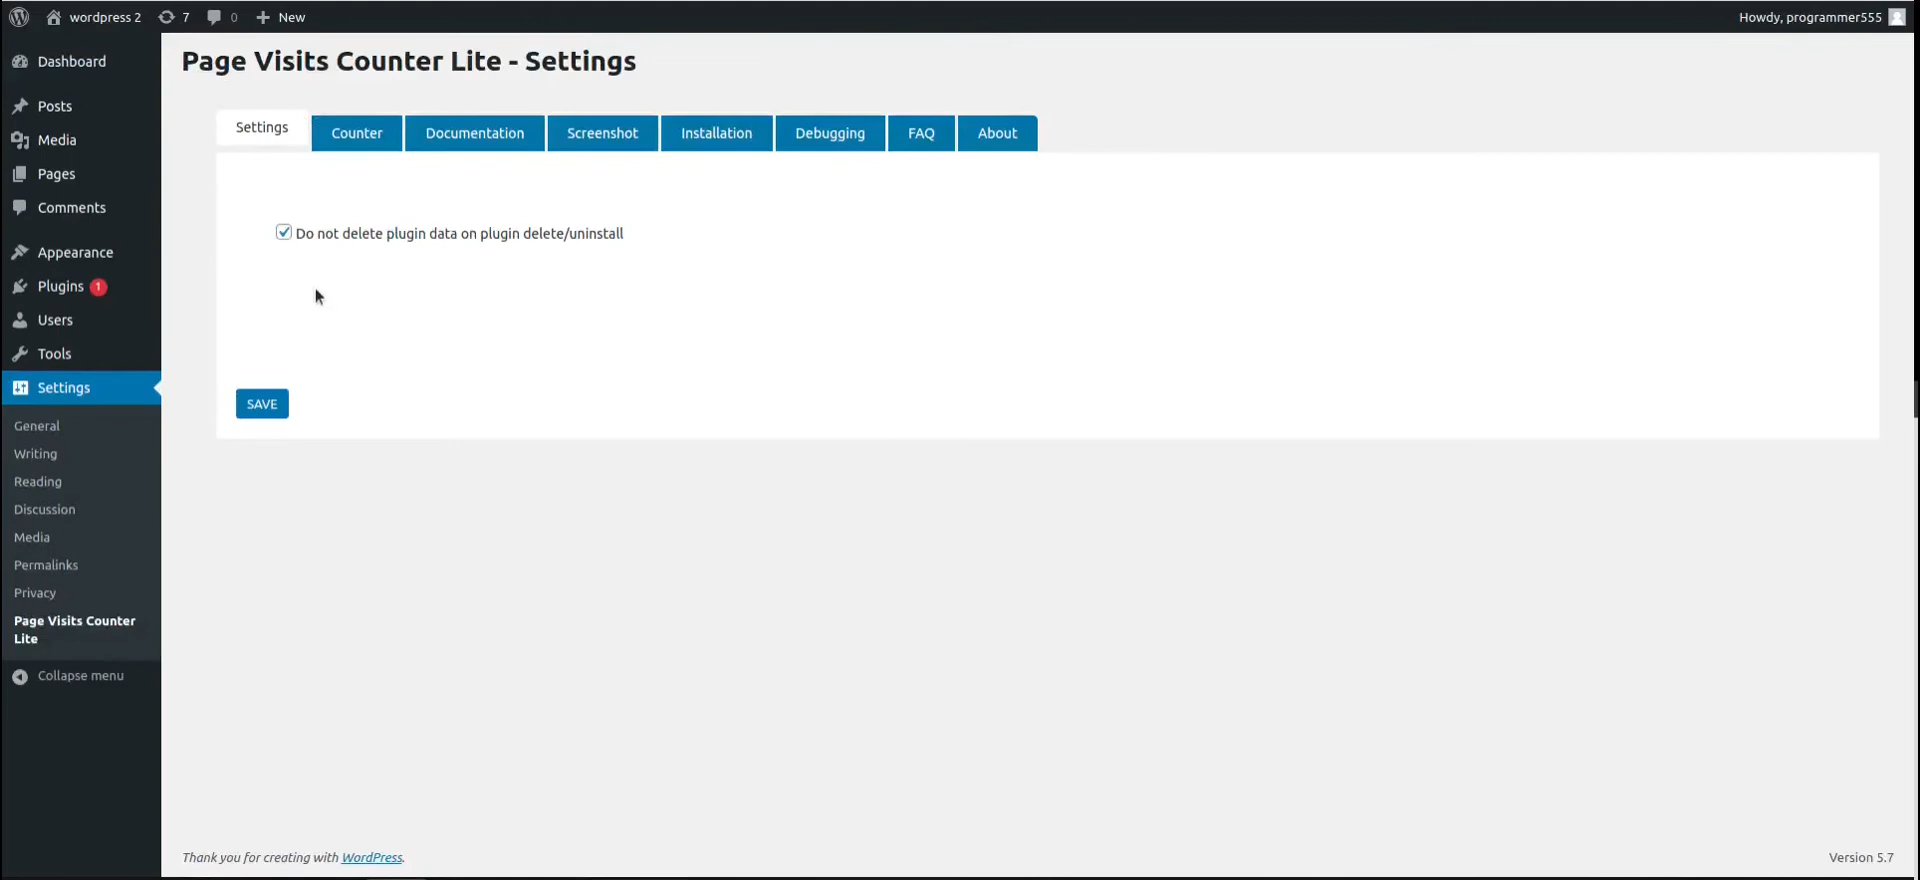 wordpress 2
7
0
New
Howdy, programmer555
Dashboard
Posts
Media
Pages
Comments
Appearance
Plugins 1
Users
Tools
Settings
General
Writing
Reading
Discussion
Media
Permalinks
Privacy
Page Visits Counter
Lite
Collapse menu
Page Visits Counter Lite - Settings
Settings
Counter
Documentation
Screenshot
Installation
Debugging
FAQ
About
Do not delete plugin data on plugin delete/uninstall
SAVE
Thank you for creating with WordPress.
Version 5.7